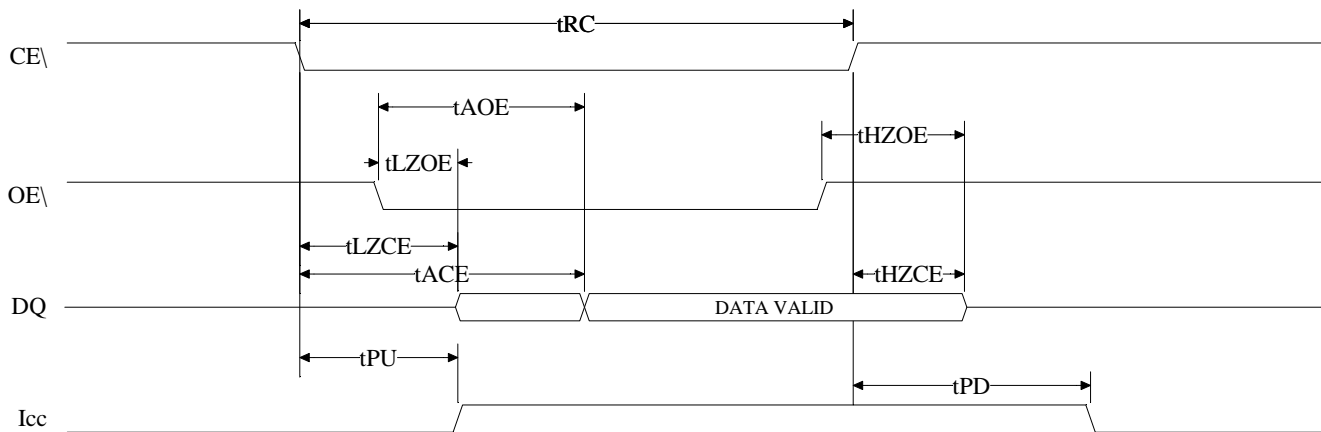 tRC
CE\
tAOE
tHZOE
tLZOE
OE\
tLZCE
tACE
tHZCE
DQ
DATA VALID
tPU
tPD
Icc